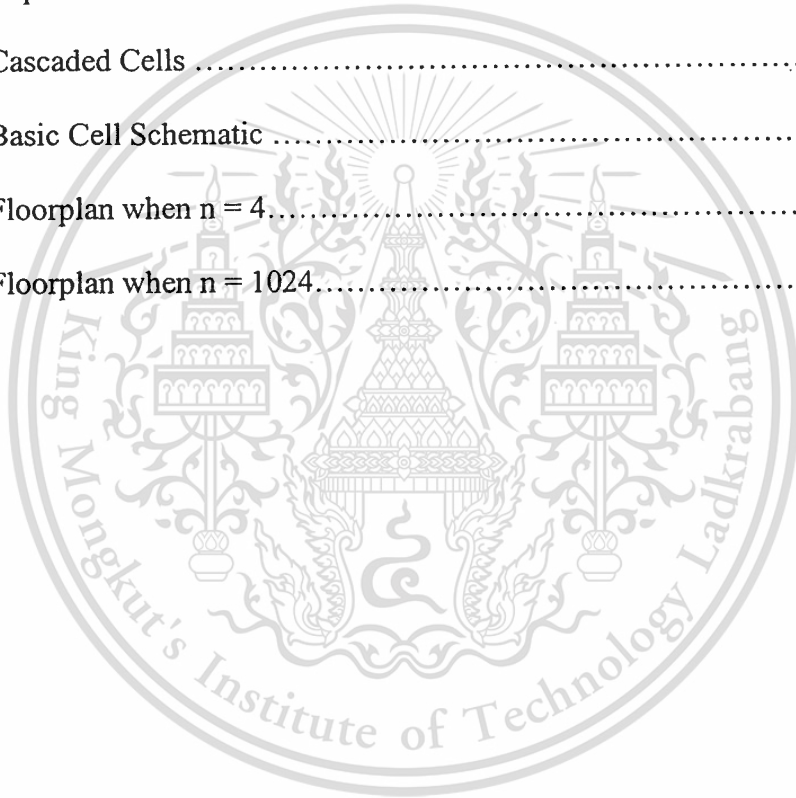 Cascaded Cells ................................................................
Basic Cell Schematic ........................................................
Floorplan when n = 4........................................................
Floorplan when n = 1024...................................................
King Mongkut's Institute of Technology Ladkrabang